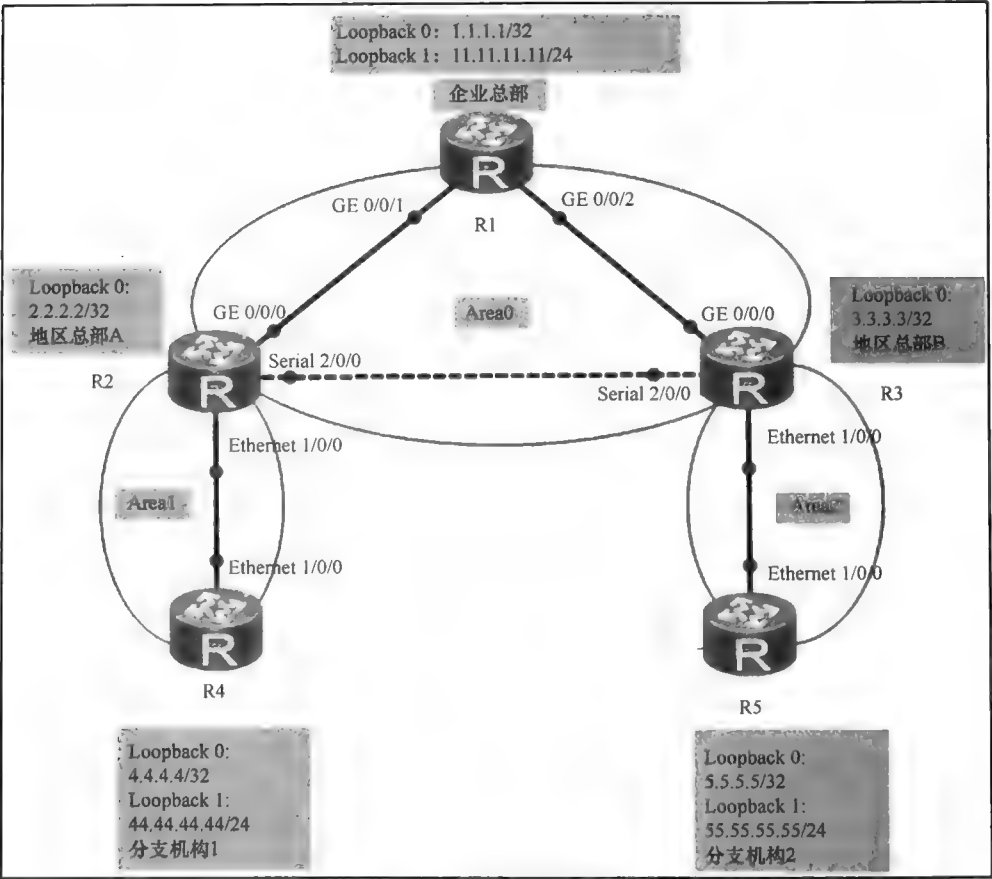 Loopback 0: 1.1.1.1/32
Loopback 1: 11.11.11.11/24
企业总部
R
GE 0/0/1
GE 0/0/2
R1
Loopback 0:
2.2.2.2/32
地区总部A
GE 0/0/0
Area0
GE 0/0/0
Loopback 0:
3.3.3.3/32
地区总部B
R2
R
Serial 2/0/0
Serial 2/0/0
R
R3
Ethernet 1/0/0
Ethernet 1/0/0
Area1
Ethernet 1/0/0
Ethernet 1/0/0
R
R
R4
R5
Loopback 0:
4.4.4.4/32
Loopback 1:
44.44.44.44/24
分支机构1
Loopback 0:
5.5.5.5/32
Loopback 1:
55.55.55.55/24
分支机构2